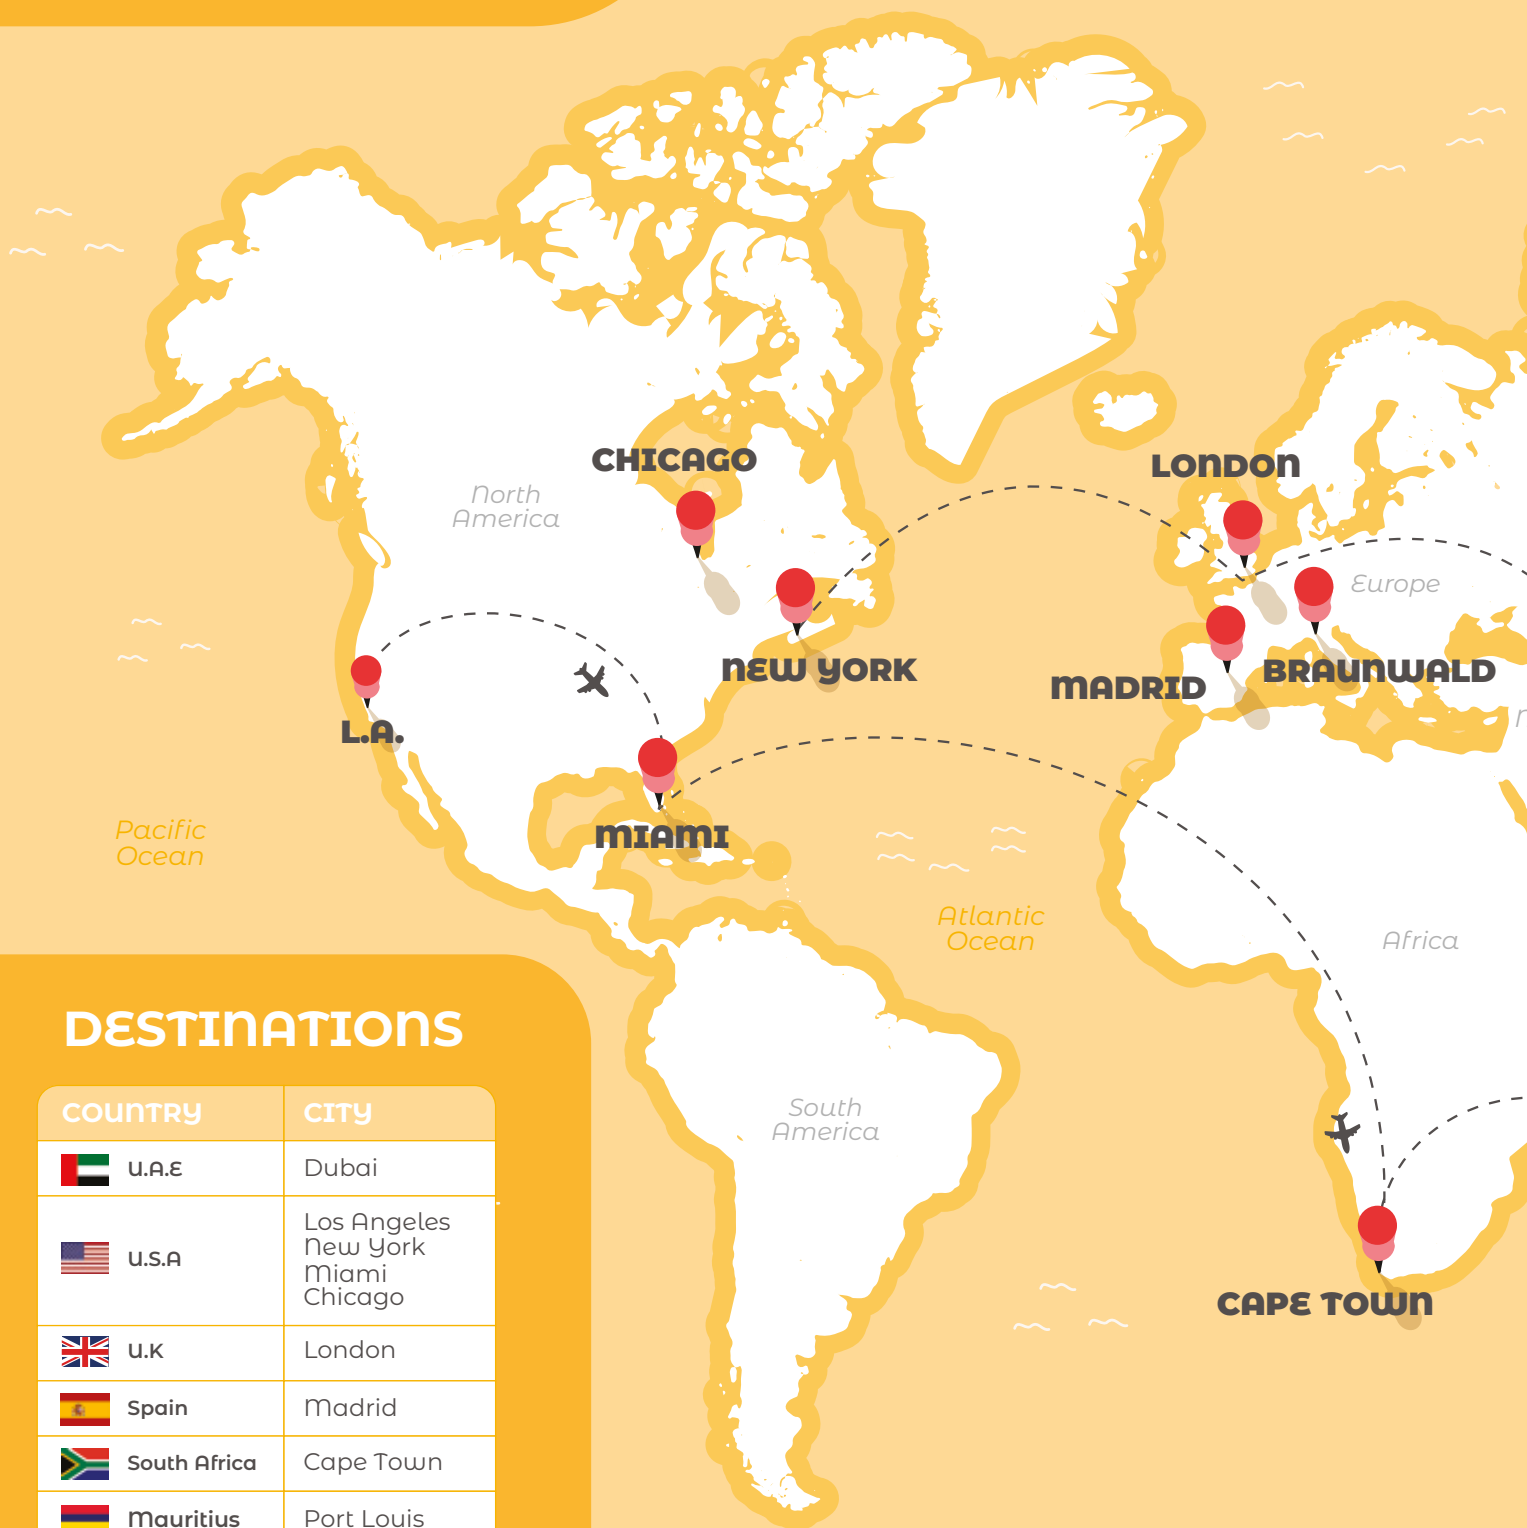 CHICAGO
LONDON
North
America
Europe
NEW YORK
BRAUNWALD
MADRID
L.A.
MIAMI
Pacific
Ocean
Atlantic
Ocean
Africa
DESTINATIONS
COUNTRY CITY
South
America
U.A.E Dubai
U.S.A
Los Angeles
New York
Miami
Chicago
CAPE TOWN
U.K London
Spain Madrid
South Africa Cape Town
Mauritius Port Louis